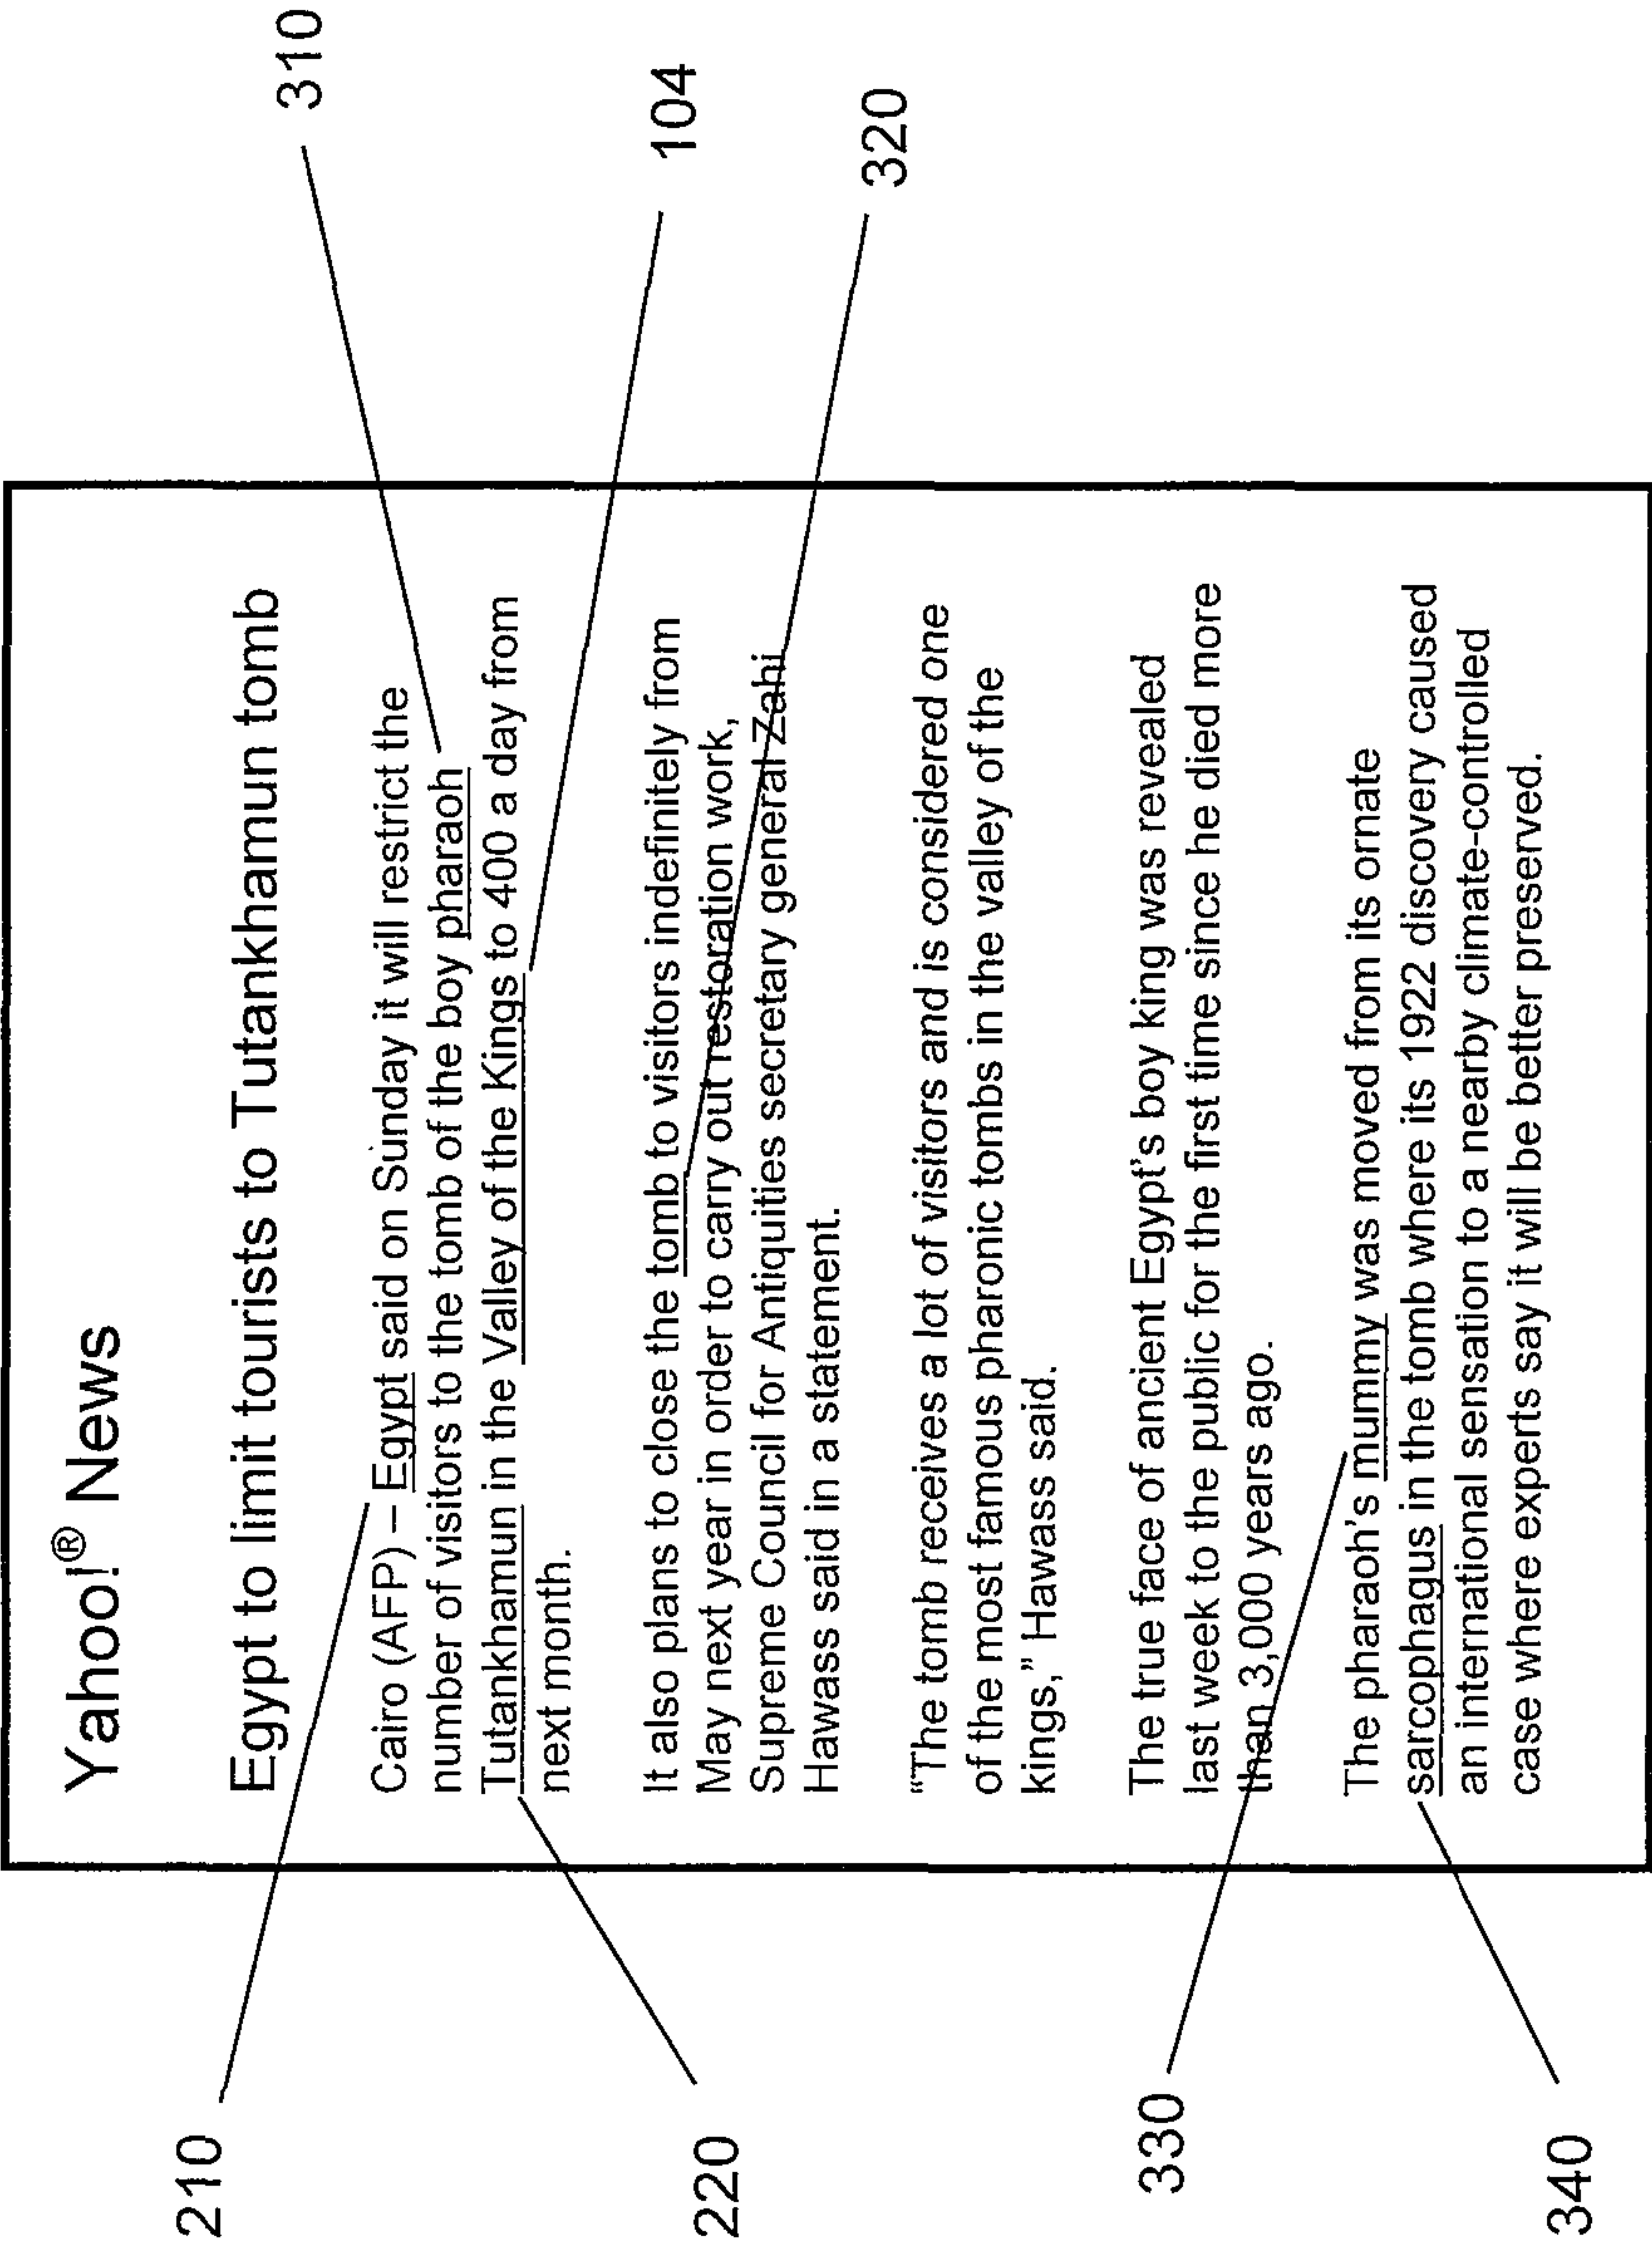 Yahoo!® News
Egypt to limit tourists to Tutankhamun tomb
Cairo (AFP) – Egypt said on Sunday it will restrict the
number of visitors to the tomb of the boy pharaoh
Tutankhamun in the Valley of the Kings to 400 a day from
next month.
It also plans to close the tomb to visitors indefinitely from
May next year in order to carry out restoration work,
Supreme Council for Antiquities secretary general Zahi
Hawass said in a statement.
“The tomb receives a lot of visitors and is considered one
of the most famous pharonic tombs in the valley of the
kings,” Hawass said.
The true face of ancient Egypt's boy king was revealed
last week to the public for the first time since he died more
than 3,000 years ago.
The pharaoh's mummy was moved from its ornate
sarcophagus in the tomb where its 1922 discovery caused
an international sensation to a nearby climate-controlled
case where experts say it will be better preserved.
210
220
330
340
310
104
320